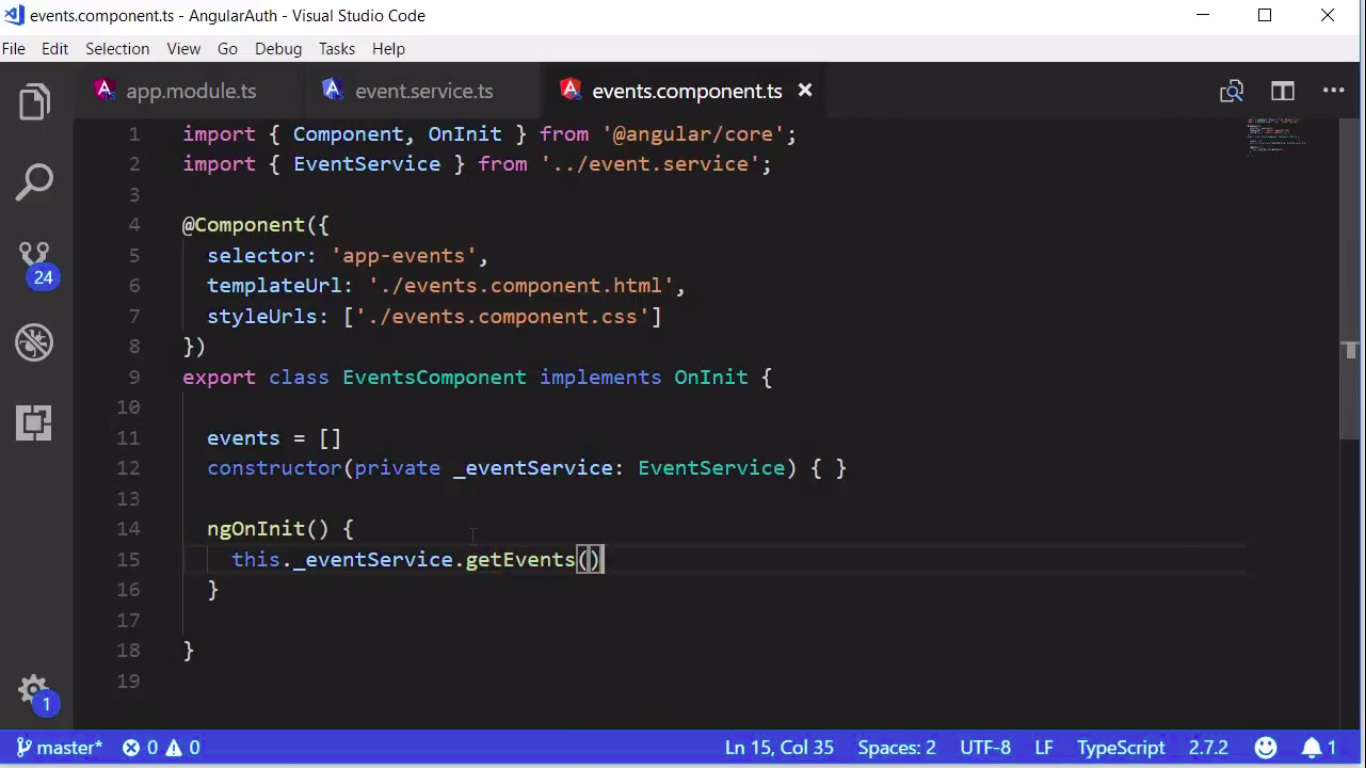 events.component.ts - AngularAuth - Visual Studio Code
File Edit Selection View Go Debug Tasks Help
app.module.ts event.service.ts events.component.ts
1 import { Component, OnInit } from '@angular/core';
2 import { EventService } from '../event.service';
3
4 @Component({
5 selector: 'app-events',
6 templateUrl: './events.component.html',
7 styleUrls: ['./events.component.css']
8 })
9 export class EventsComponent implements OnInit {
10
11 events = []
12 constructor(private _eventService: EventService) { }
13
14 ngOnInit() {
15 this._eventService.getEvents()
16 }
17
18 }
19
24
1
master* 0 0 Ln 15, Col 35 Spaces: 2 UTF-8 LF TypeScript 2.7.2 1